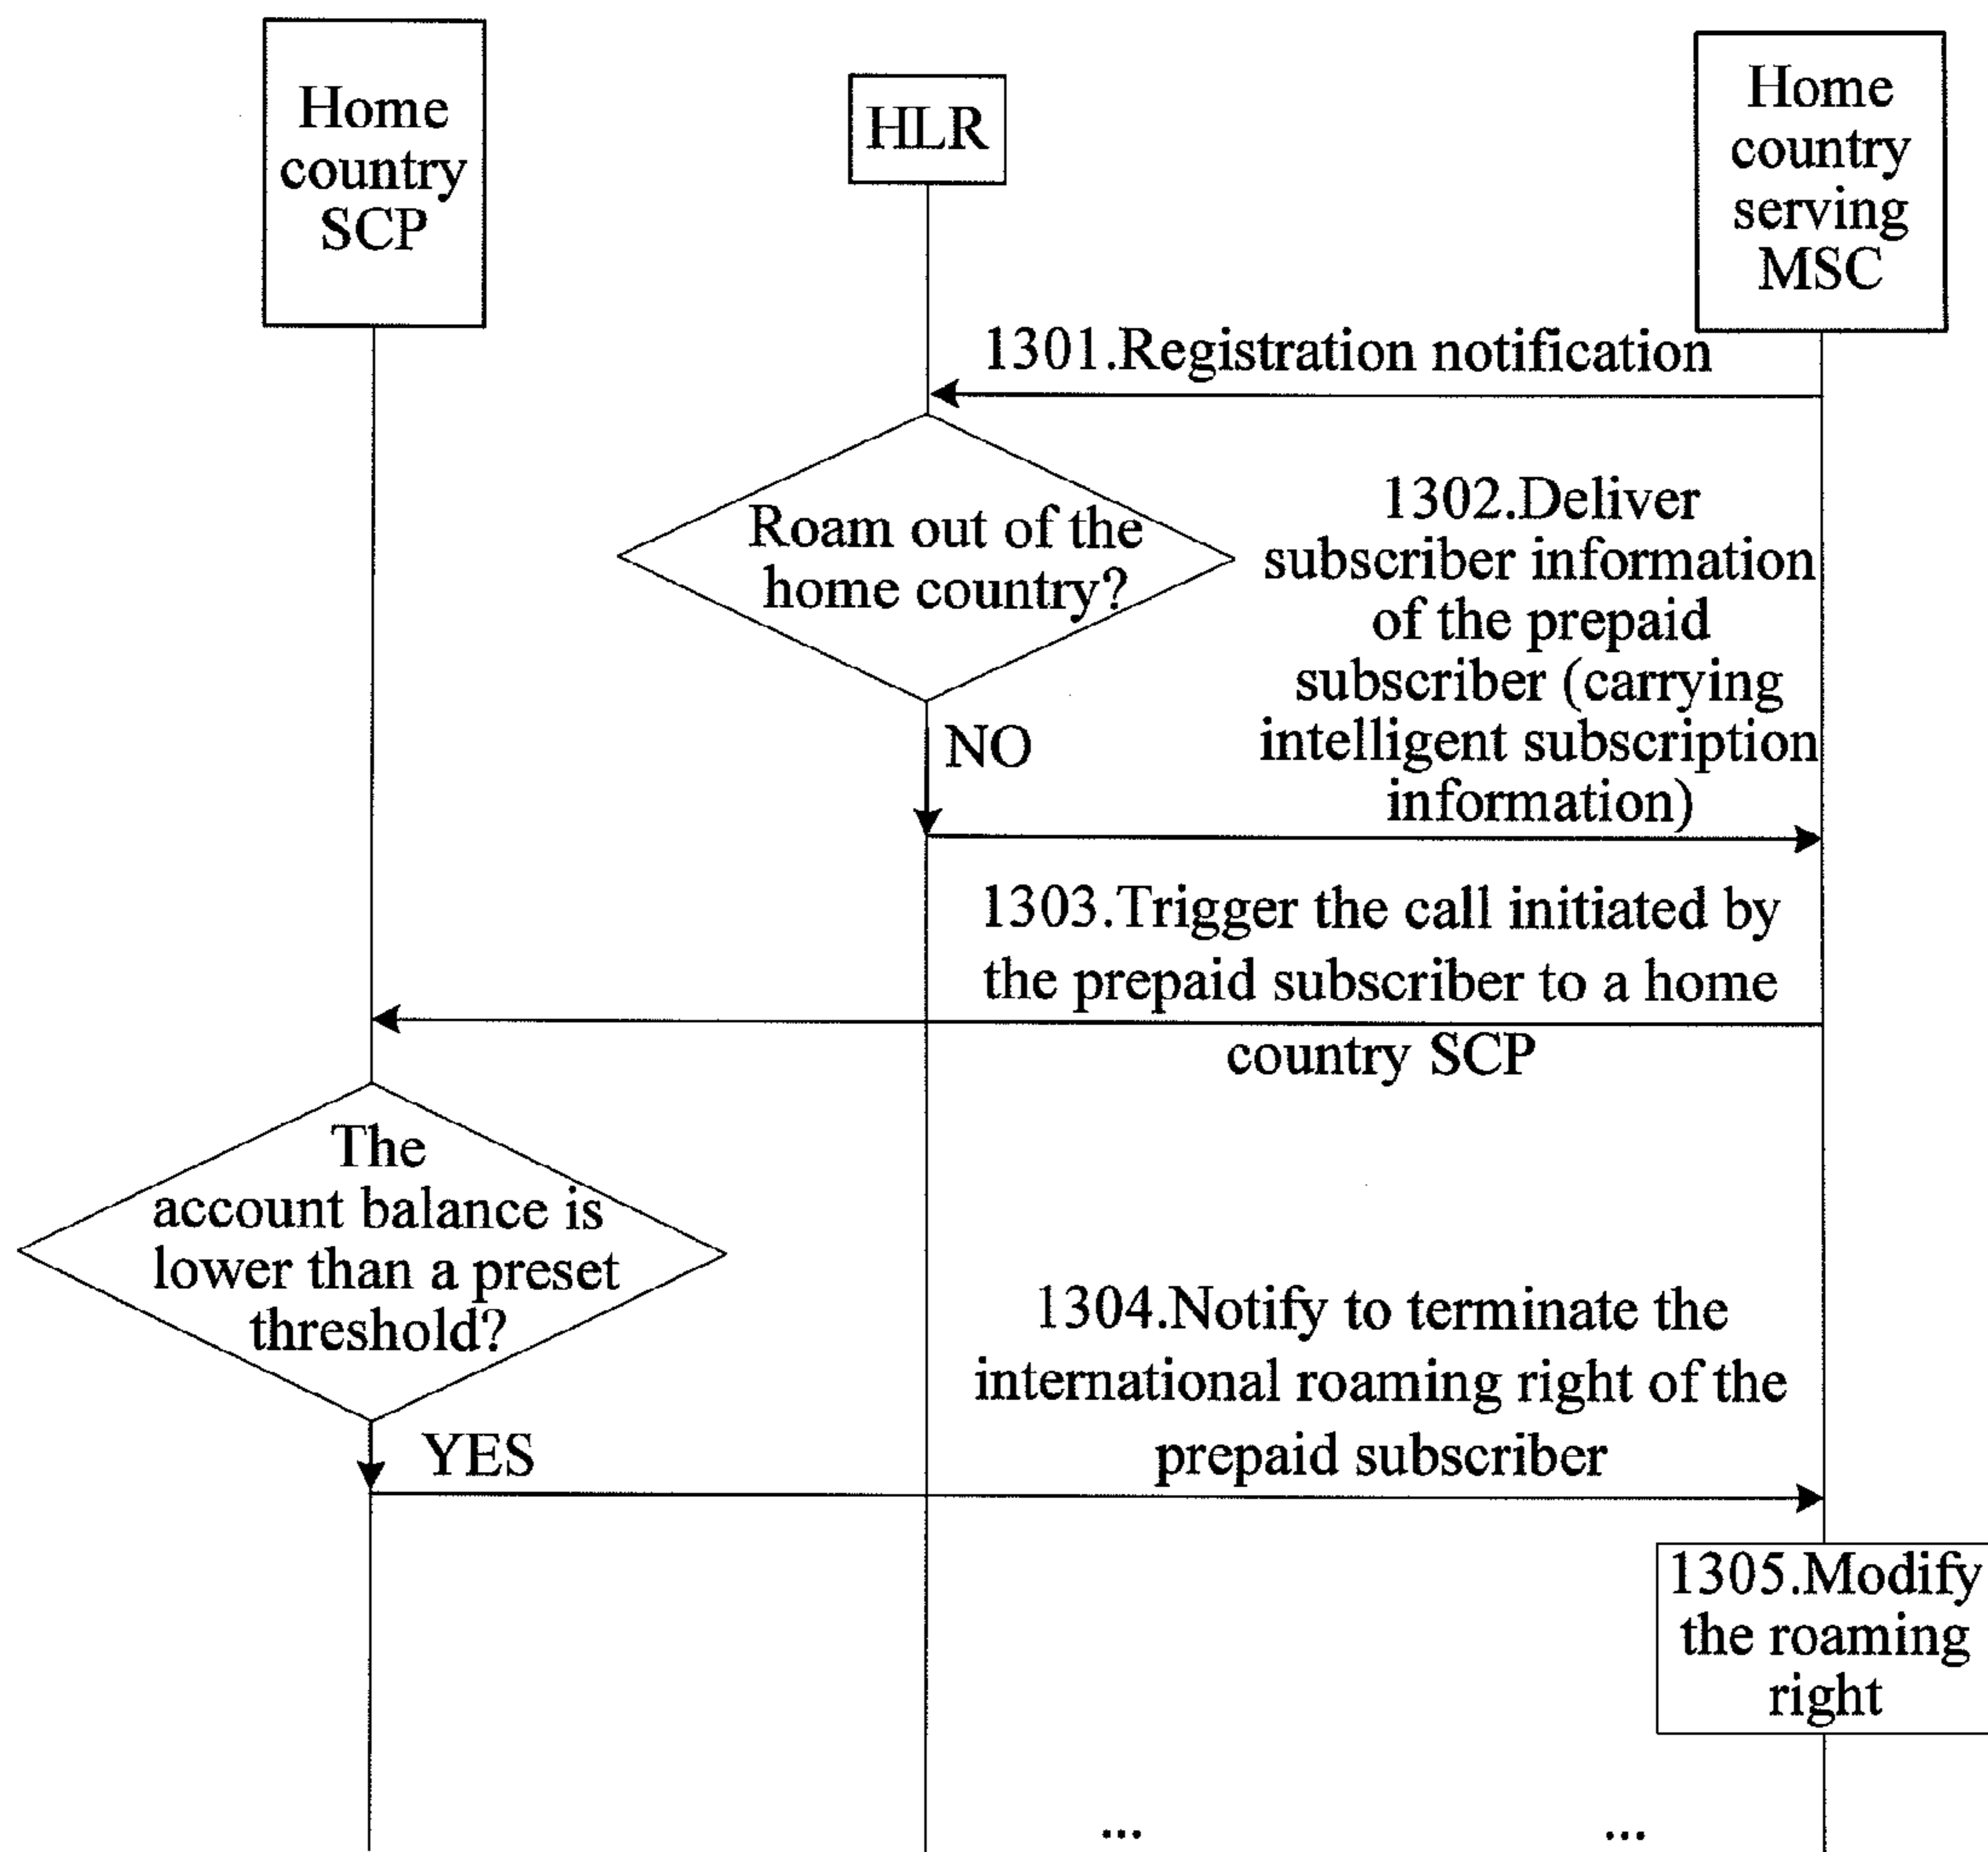 Home
country
SCP
HLR
Home
country
serving
MSC
1301.Registration notification
Roam out of the
home country?
1302.Deliver
subscriber information
of the prepaid
subscriber (carrying
intelligent subscription
information)
NO
1303.Trigger the call initiated by
the prepaid subscriber to a home
country SCP
The
account balance is
lower than a preset
threshold?
1304.Notify to terminate the
international roaming right of the
prepaid subscriber
YES
1305.Modify
the roaming
right
... ...